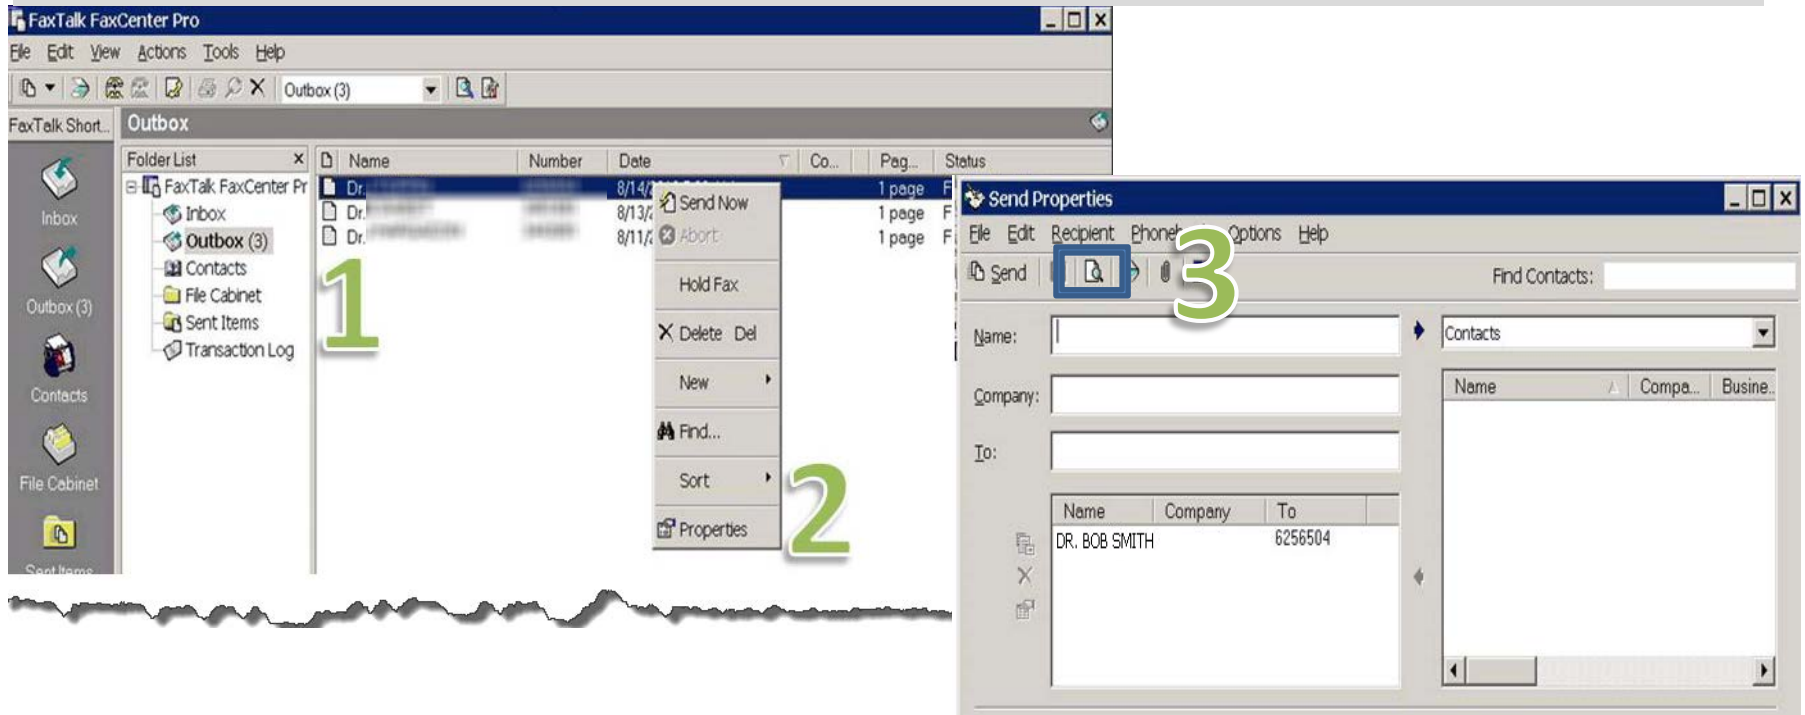 FaxTalk FaxCenter Pro
File Edit View Actions Tools Help
Outbox (3)
FaxTalk Short...
Outbox
Folder List
Name Number Date Co... Pag... Status
FaxTalk FaxCenter Pr
Inbox
Outbox (3)
Contacts
File Cabinet
Sent Items
Transaction Log
Inbox
Outbox (3)
Contacts
File Cabinet
Sent Items
Dr. 8/14/ 1 page F
Dr. 8/13/ 1 page F
Dr. 8/11/ 1 page F
1
Send Now
Abort
Hold Fax
Delete Del
New
Find...
Sort
Properties
2
Send Properties
File Edit Recipient Options Help
3
Send
Find Contacts:
Name:
Company:
To:
Name Company To
DR. BOB SMITH 6256504
Contacts
Name Compa... Busine..